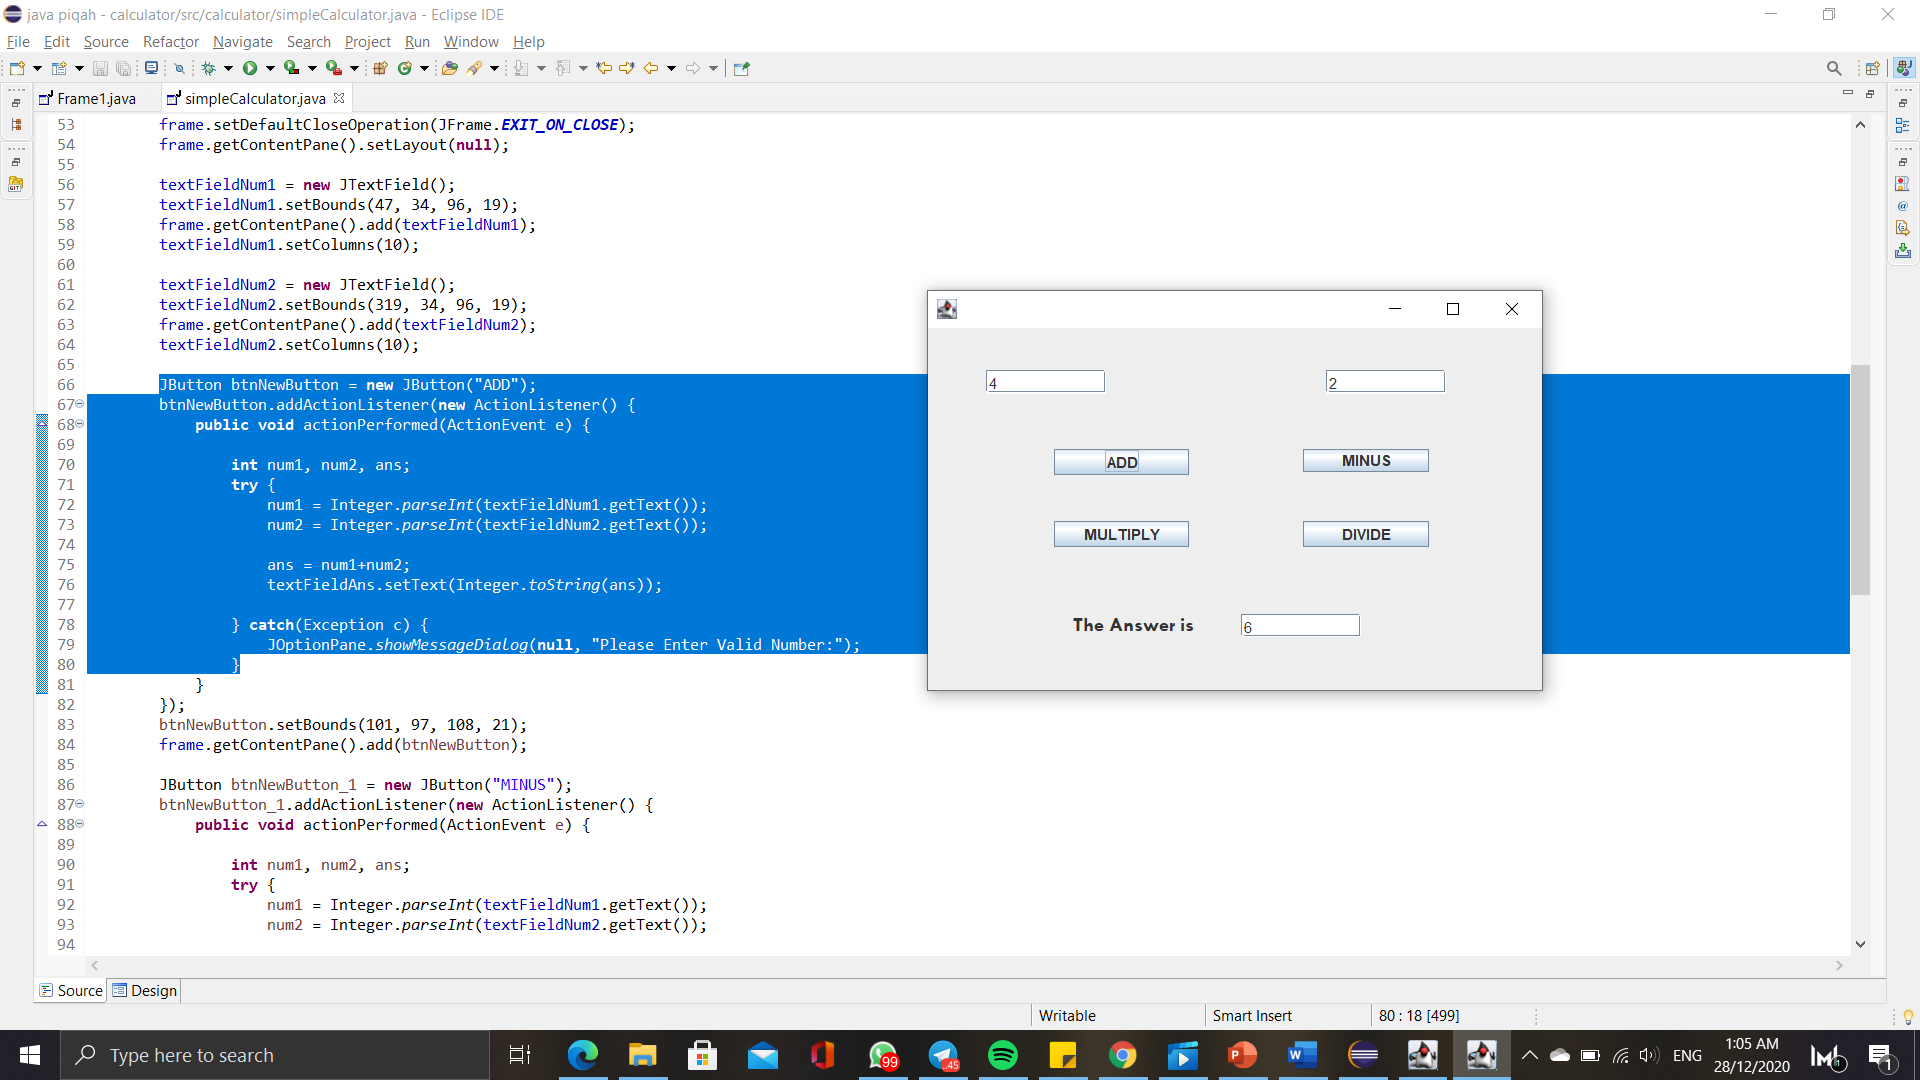 java piqah - calculator/src/calculator/simpleCalculator.java - Eclipse IDE
File Edit Source Refactor Navigate Search Project Run Window Help
Frame1.java simpleCalculator.java
53 frame.setDefaultCloseOperation(JFrame.EXIT_ON_CLOSE);
54 frame.getContentPane().setLayout(null);
55
56 textFieldNum1 = new JTextField();
57 textFieldNum1.setBounds(47, 34, 96, 19);
58 frame.getContentPane().add(textFieldNum1);
59 textFieldNum1.setColumns(10);
60
61 textFieldNum2 = new JTextField();
62 textFieldNum2.setBounds(319, 34, 96, 19);
63 frame.getContentPane().add(textFieldNum2);
64 textFieldNum2.setColumns(10);
65
66 JButton btnNewButton = new JButton("ADD");
67 btnNewButton.addActionListener(new ActionListener() {
68 public void actionPerformed(ActionEvent e) {
69
70 int num1, num2, ans;
71 try {
72 num1 = Integer.parseInt(textFieldNum1.getText());
73 num2 = Integer.parseInt(textFieldNum2.getText());
74
75 ans = num1+num2;
76 textFieldAns.setText(Integer.toString(ans));
77
78 } catch(Exception c) {
79 JOptionPane.showMessageDialog(null, "Please Enter Valid Number:");
80 }
81 }
82 });
83 btnNewButton.setBounds(101, 97, 108, 21);
84 frame.getContentPane().add(btnNewButton);
85
86 JButton btnNewButton_1 = new JButton("MINUS");
87 btnNewButton_1.addActionListener(new ActionListener() {
88 public void actionPerformed(ActionEvent e) {
89
90 int num1, num2, ans;
91 try {
92 num1 = Integer.parseInt(textFieldNum1.getText());
93 num2 = Integer.parseInt(textFieldNum2.getText());
94
4 2
ADD MINUS
MULTIPLY DIVIDE
The Answer is 6
Source Design
Writable Smart Insert 80 : 18 [499]
Type here to search
99
.45
ENG
1:05 AM
28/12/2020
1
1